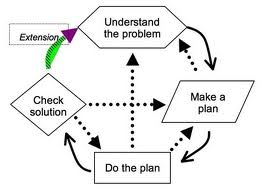 Understand
the problem
Extension
Check
solution
Make a
plan
Do the plan